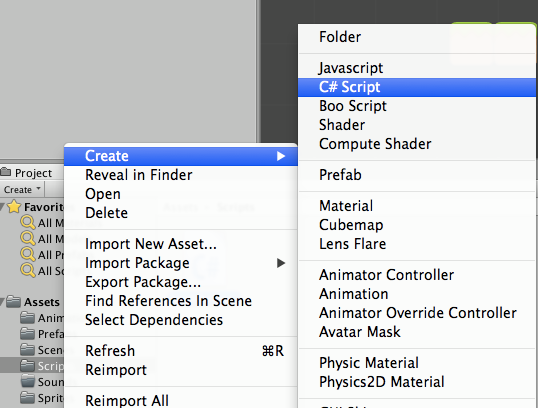 Folder
Javascript
C# Script
Boo Script
Shader
Compute Shader
Prefab
Material
Cubemap
Lens Flare
Animator Controller
Animation
Animator Override Controller
Avatar Mask
Physic Material
Physics2D Material
Create
Reveal in Finder
Open
Delete
Import New Asset...
Import Package
Export Package...
Find References In Scene
Select Dependencies
Refresh ⌘R
Reimport
Reimport All
Project
Create
Favorite
All M
All M
All Pr
All Sc
Assets
Anim
Prefa
Scen
Scrip
Soun
Sprit